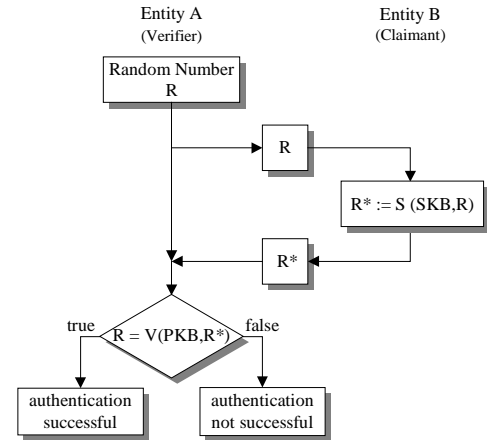 Entity A
(Verifier)
Entity B
(Claimant)
Random Number
R
R
R* := S (SKB,R)
R*
R = V(PKB,R*)
true
false
authentication
successful
authentication
not successful